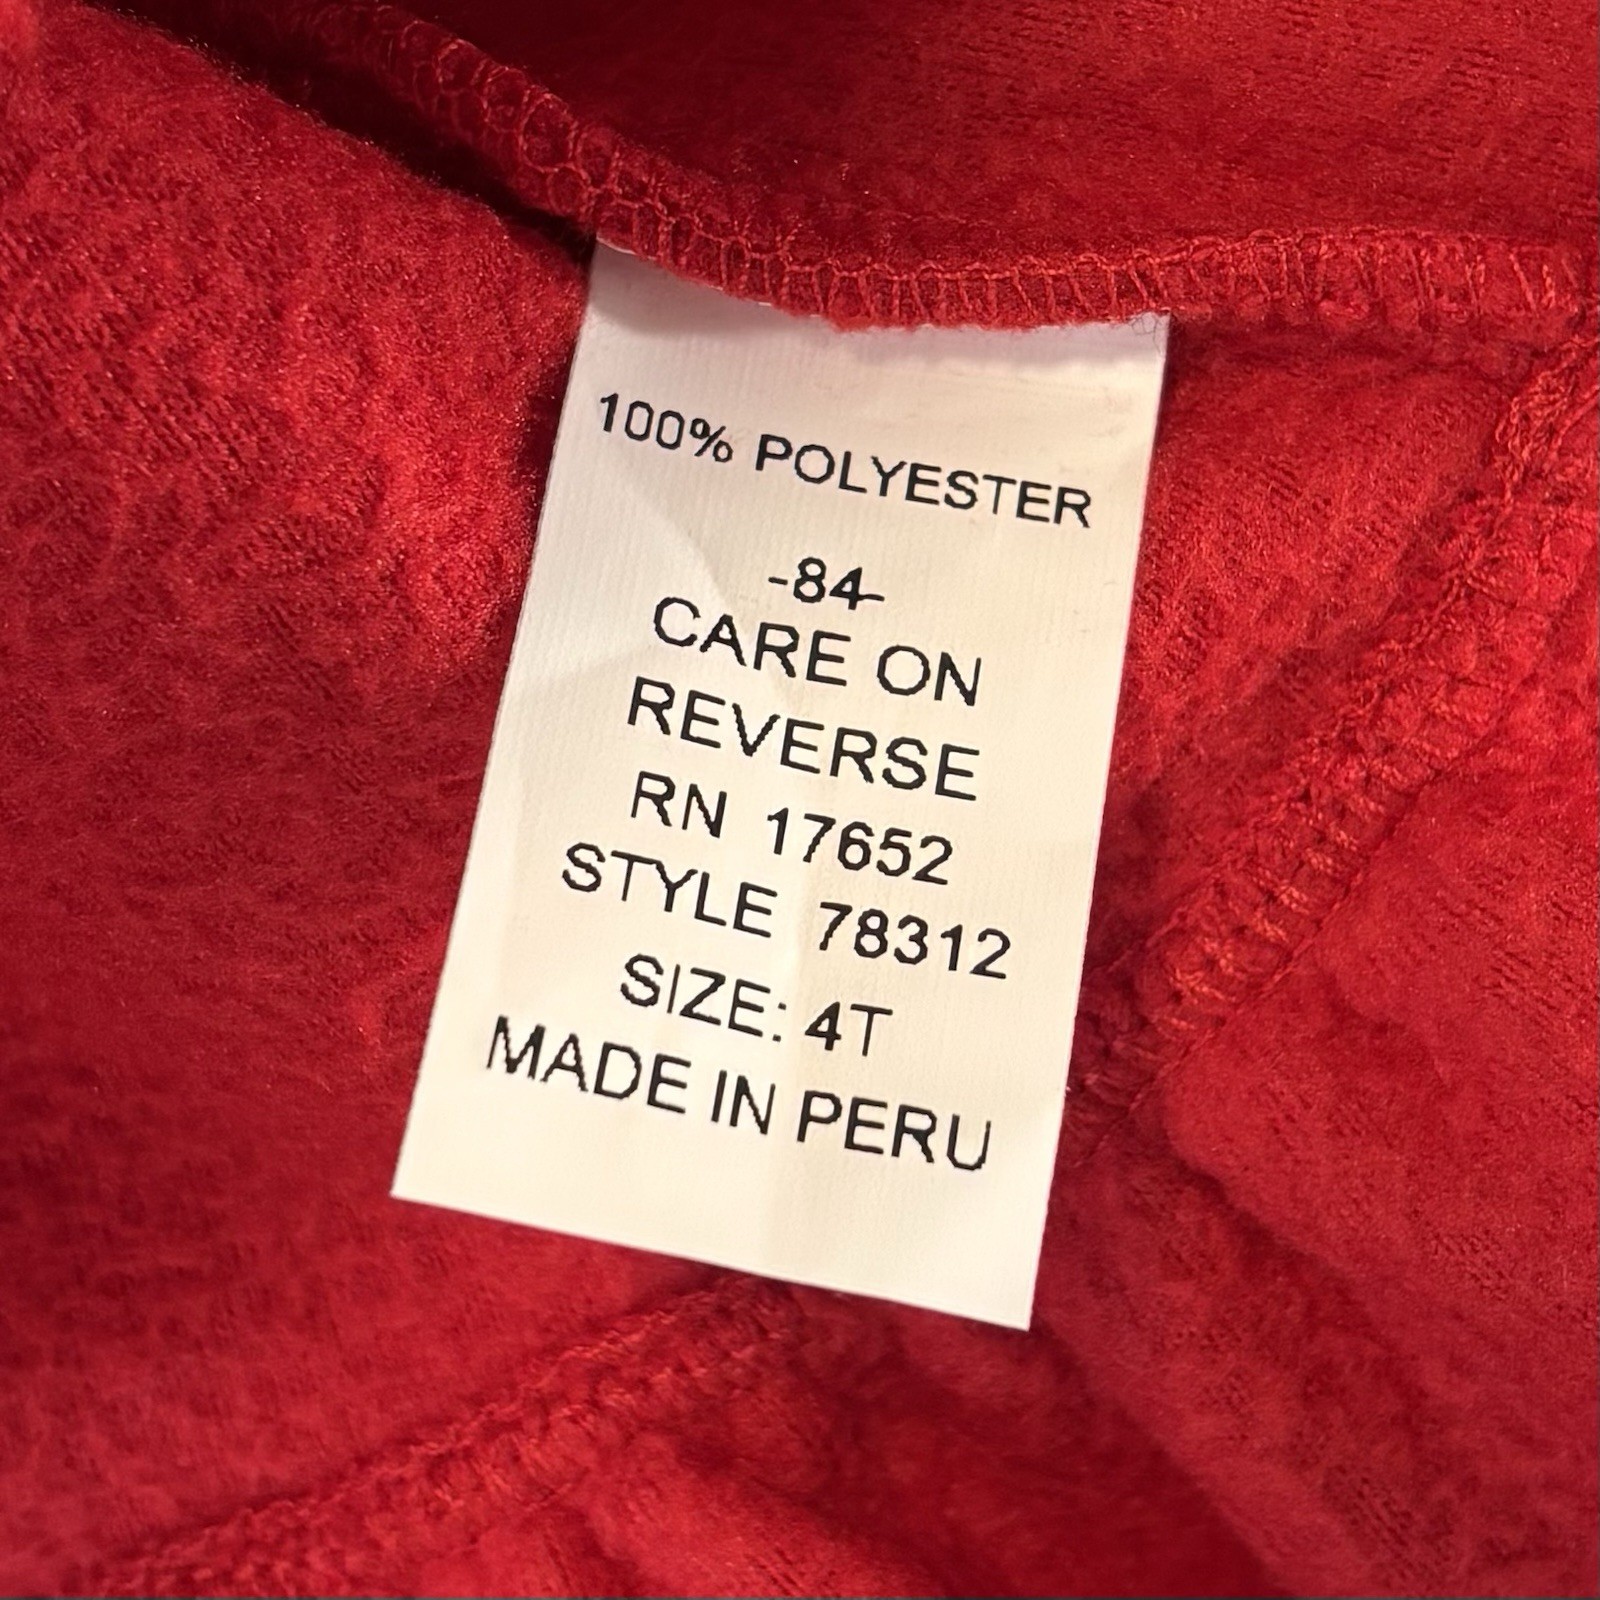 100% POLYESTER
-84-
CARE ON
REVERSE
RN 17652
STYLE 78312
SIZE: 4T
MADE IN PERU